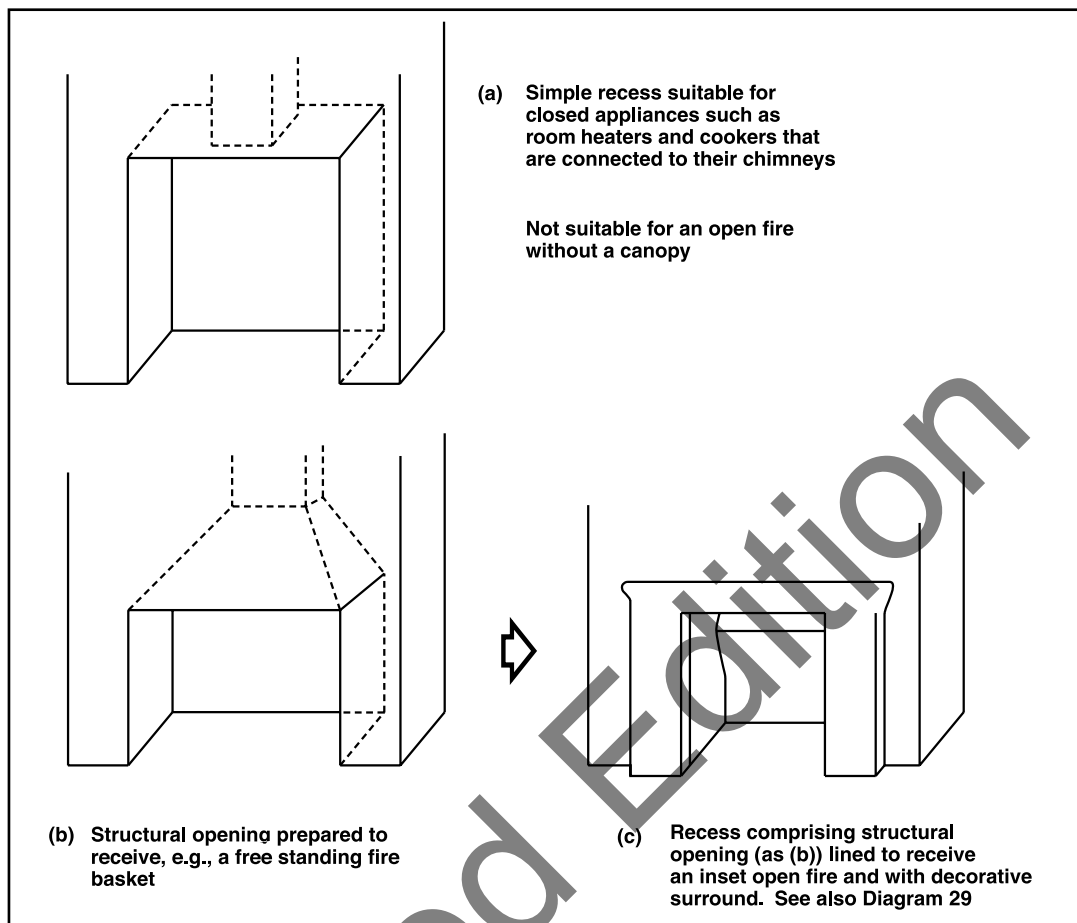 (a) Simple recess suitable for
closed appliances such as
room heaters and cookers that
are connected to their chimneys
Not suitable for an open fire
without a canopy
(b) Structural opening prepared to
receive, e.g., a free standing fire
basket
(c) Recess comprising structural
opening (as (b)) lined to receive
an inset open fire and with decorative
surround. See also Diagram 29
d Edition